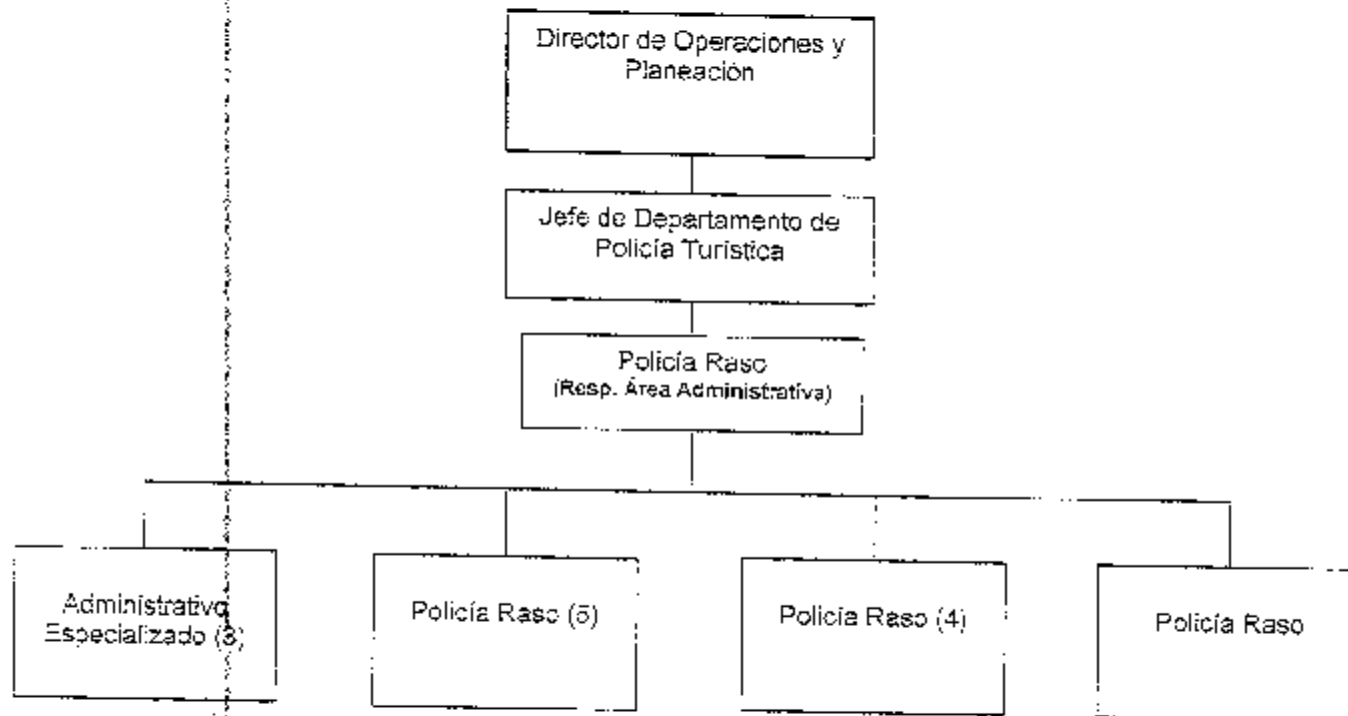 Director de Operaciones y
Planeación
Jefe de Departamento de
Policía Turística
Policía Raso
(Resp. Área Administrativa)
Administrativo
Especializado (3)
Policía Raso (5)
Policía Raso (4)
Policía Raso